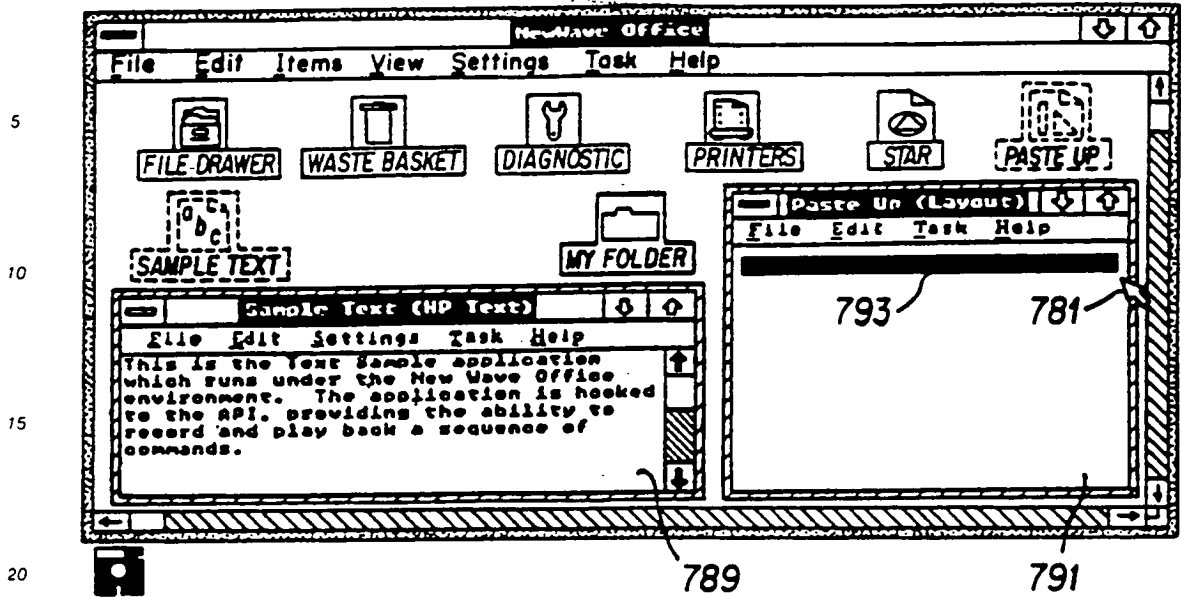 NewWave Office
File Edit Items View Settings Task Help
5
FILE-DRAWER WASTE BASKET DIAGNOSTIC PRINTERS STAR PASTE UP
a b c
SAMPLE TEXT MY FOLDER
Paste Up (Layout)
File Edit Task Help
10
793 781
Sample Text (HP Text)
File Edit Settings Task Help
This is the Text Sample application
which runs under the New Wave Office
environment. The application is hooked
to the API, providing the ability to
15
record and play back a sequence of
commands.
789 791
20